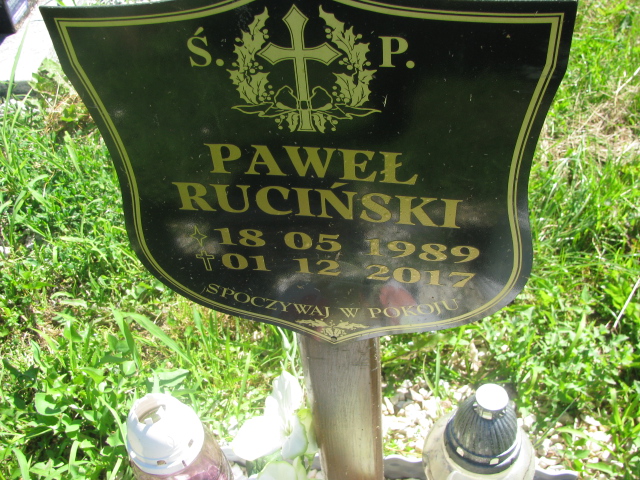 Ś. P.
PAWEŁ
RUCIŃSKI
18 05 1989
01 12 2017
SPOCZYWAJ W POKOJU